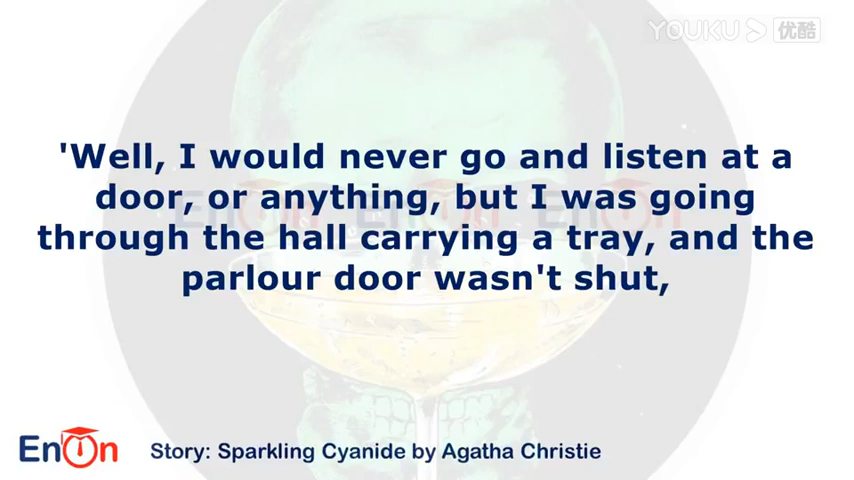 YOUKU 优酷
'Well, I would never go and listen at a
door, or anything, but I was going
through the hall carrying a tray, and the
parlour door wasn't shut,
EnOn
Story: Sparkling Cyanide by Agatha Christie